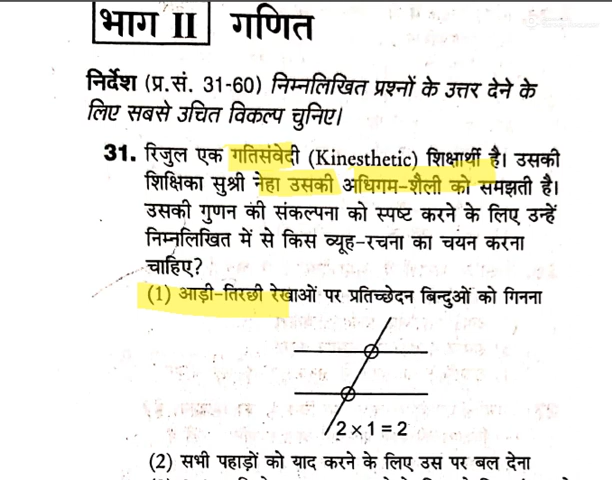 भाग II गणित
निर्देश (प्र.सं. 31-60) निम्नलिखित प्रश्नों के उत्तर देने के
लिए सबसे उचित विकल्प चुनिए।
31. रिजुल एक गतिसंवेदी (Kinesthetic) शिक्षार्थी है। उसकी
शिक्षिका सुश्री नेहा उसकी अधिगम-शैली को समझती है।
उसकी गुणन की संकल्पना को स्पष्ट करने के लिए उन्हें
निम्नलिखित में से किस व्यूह-रचना का चयन करना
चाहिए?
(1) आड़ी-तिरछी रेखाओं पर प्रतिच्छेदन बिन्दुओं को गिनना
2 × 1 = 2
(2) सभी पहाड़ों को याद करने के लिए उस पर बल देना